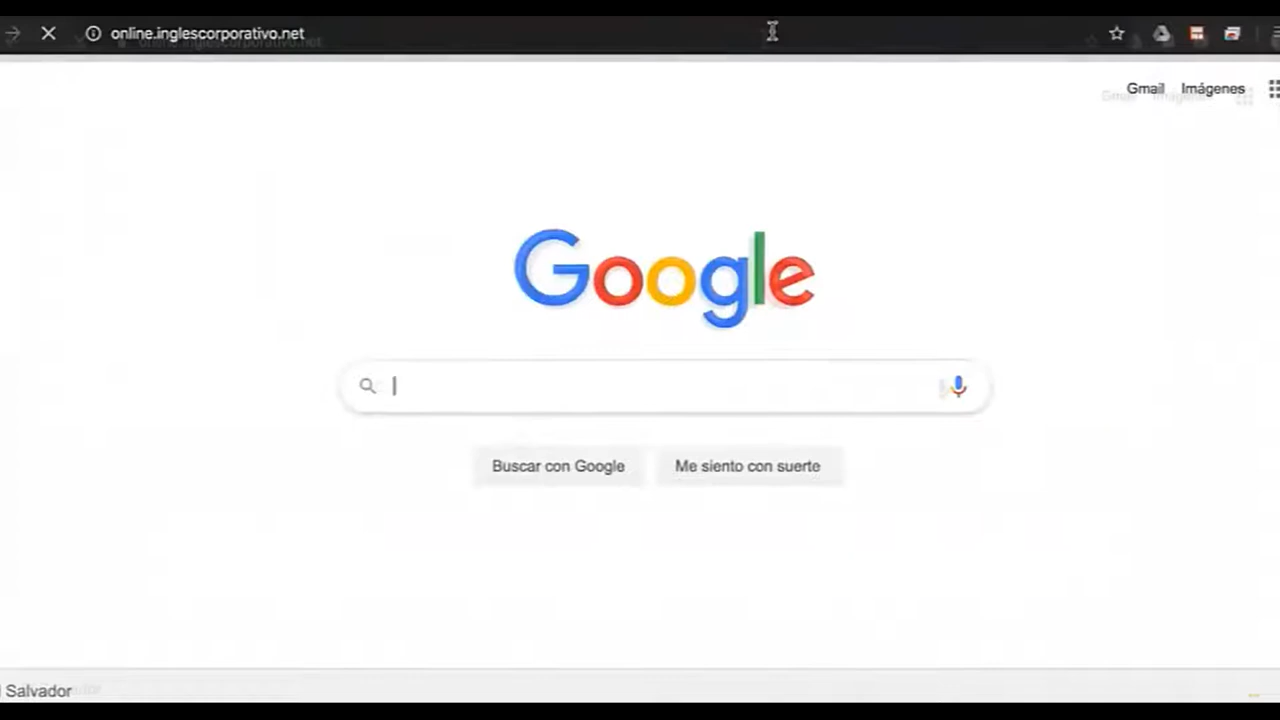 online.inglescorporativo.net
Gmail Imágenes
Google
Buscar con Google Me siento con suerte
Salvador